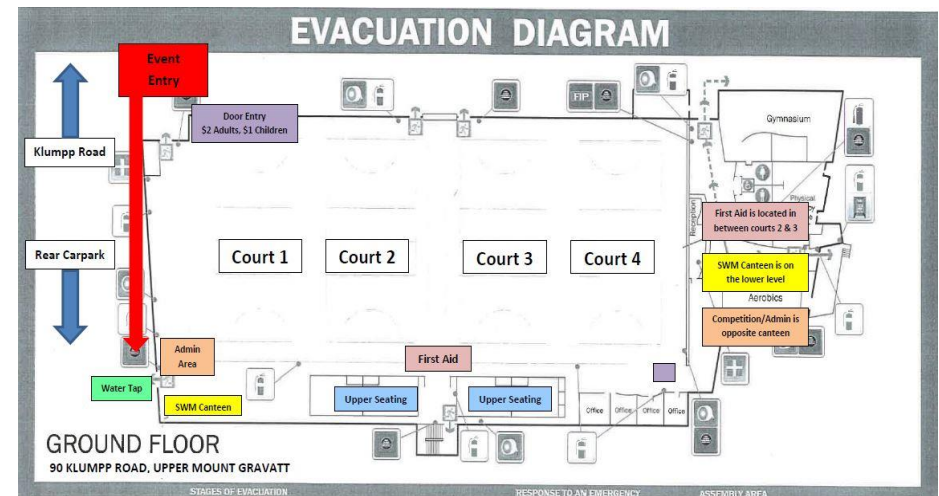 EVACUATION DIAGRAM
Event
Entry
Door Entry
$2 Adults, $1 Children
FIP
Gymnasium
Klumpp Road
Physical
Reception
First Aid is located in
between courts 2 & 3
Rear Carpark
Court 1
Court 2
Court 3
Court 4
SWM Canteen is on
the lower level
Aerobics
Competition/Admin is
opposite canteen
Admin
Area
First Aid
Water Tap
SWM Canteen
Upper Seating
Upper Seating
Office
Office
Office
Office
GROUND FLOOR
90 KLUMPP ROAD, UPPER MOUNT GRAVATT
STAGES OF EVACUATION
RESPONSE TO AN EMERGENCY
ASSEMBLY AREA